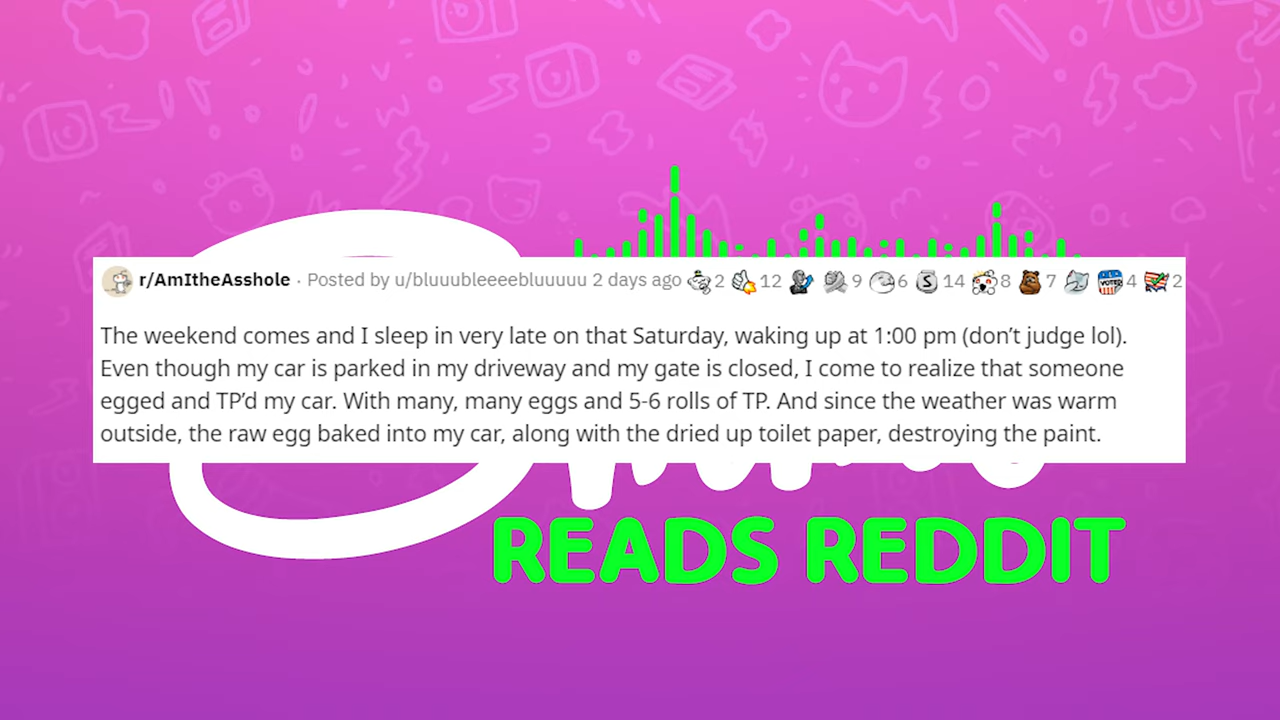 r/AmItheAsshole · Posted by u/bluuubleeeebluuuuu 2 days ago 2 12 9 6 14 8 7 VOTED 4 2
The weekend comes and I sleep in very late on that Saturday, waking up at 1:00 pm (don’t judge lol).
Even though my car is parked in my driveway and my gate is closed, I come to realize that someone
egged and TP’d my car. With many, many eggs and 5-6 rolls of TP. And since the weather was warm
outside, the raw egg baked into my car, along with the dried up toilet paper, destroying the paint.
READS REDDIT